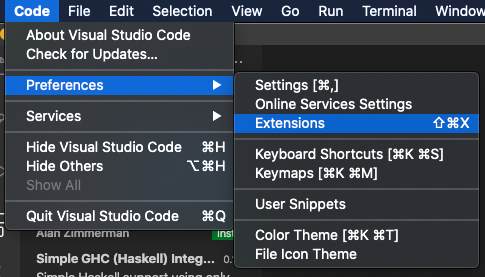 Code File Edit Selection View Go Run Terminal Window
About Visual Studio Code
Check for Updates...
Preferences
Services
Hide Visual Studio Code ⌘H
Hide Others ⌥⌘H
Show All
Quit Visual Studio Code ⌘Q
Settings [⌘,]
Online Services Settings
Extensions ⇧⌘X
Keyboard Shortcuts [⌘K ⌘S]
Keymaps [⌘K ⌘M]
User Snippets
Color Theme [⌘K ⌘T]
File Icon Theme
Alan Zimmerman
Simple GHC (Haskell) Integ...
Simple Haskell support using only